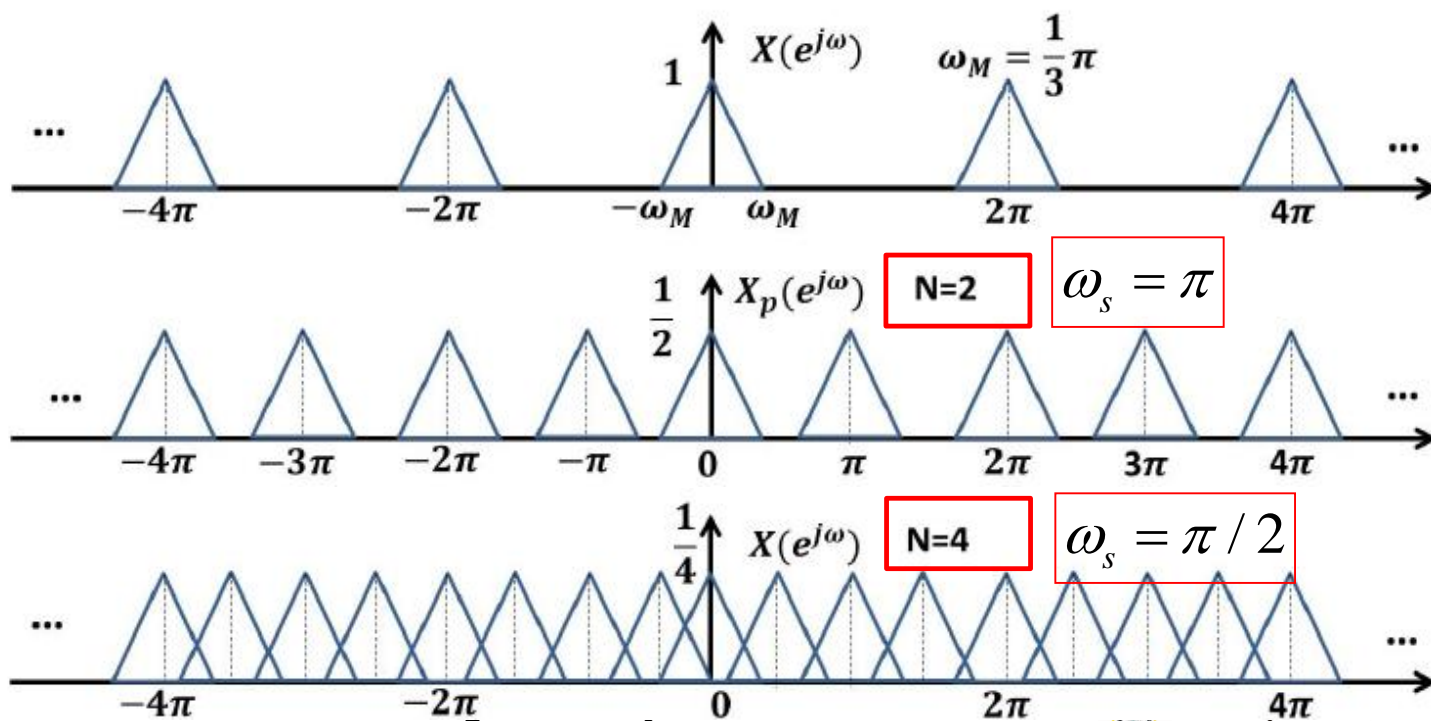 1 X(e^{jω}) ω_M = 1/3 π
... ...
−4π −2π −ω_M ω_M 2π 4π
1/2 X_p(e^{jω}) N=2 ω_s = π
... ...
−4π −3π −2π −π 0 π 2π 3π 4π
1/4 X(e^{jω}) N=4 ω_s = π / 2
... ...
−4π −2π 0 2π 4π